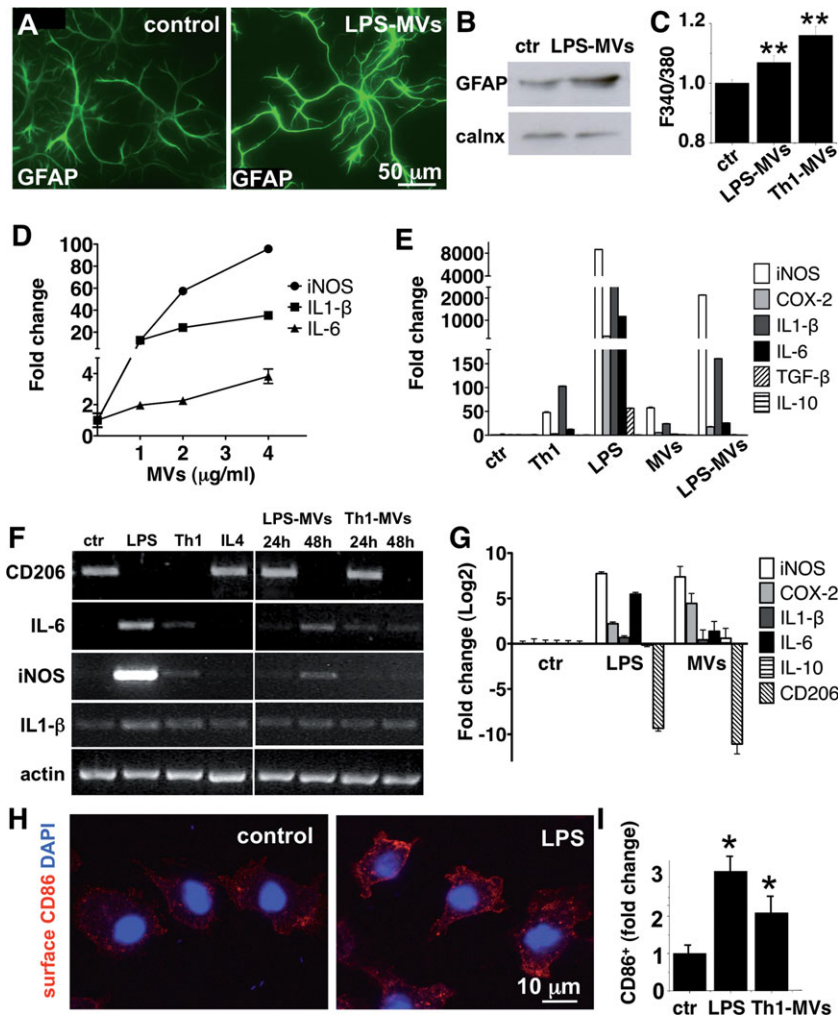 A
control
LPS-MVs
GFAP
GFAP
50 μm
B
ctr LPS-MVs
GFAP
calnx
C
F340/380
**
**
1.2
1.0
0.8
ctr
LPS-MVs
Th1-MVs
D
Fold change
100
80
60
40
20
4
2
0
1 2 3 4
MVs (μg/ml)
iNOS
IL1-β
IL-6
E
Fold change
8000
2000
1000
150
100
50
0
ctr
Th1
LPS
MVs
LPS-MVs
iNOS
COX-2
IL1-β
IL-6
TGF-β
IL-10
F
LPS-MVs Th1-MVs
ctr LPS Th1 IL4 24h 48h 24h 48h
CD206
IL-6
iNOS
IL1-β
actin
G
Fold change (Log2)
10
5
0
-5
-10
ctr
LPS
MVs
iNOS
COX-2
IL1-β
IL-6
IL-10
CD206
H
surface CD86 DAPI
control
LPS
10 μm
I
CD86+ (fold change)
*
*
3
2
1
0
ctr LPS Th1-MVs